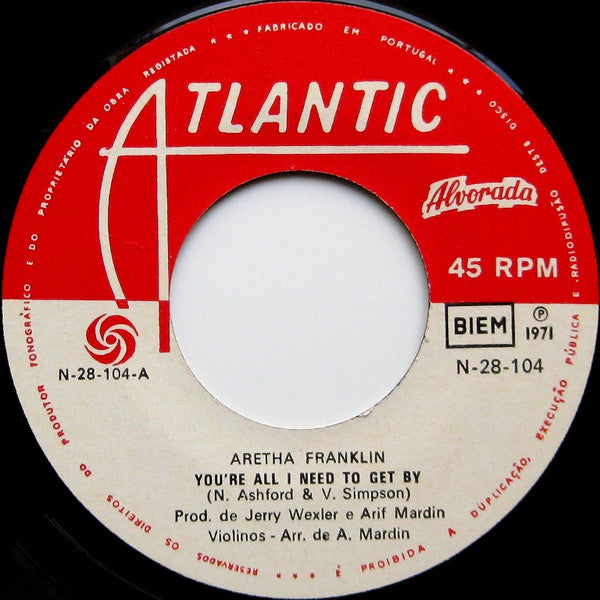 RESERVADOS OS DIREITOS DO PRODUTOR FONOGRÁFICO E DO PROPRIETÁRIO DA OBRA REGISTADA *** FABRICADO EM PORTUGAL *** É PROIBIDA A DUPLICAÇÃO, EXECUÇÃO PÚBLICA E RADIODIFUSÃO DESTE DISCO
ATLANTIC
Alvorada
45 RPM
BIEM
Ⓟ
1971
N-28-104-A
N-28-104
ARETHA FRANKLIN
YOU'RE ALL I NEED TO GET BY
(N. Ashford & V. Simpson)
Prod. de Jerry Wexler e Arif Mardin
Violinos - Arr. de A. Mardin